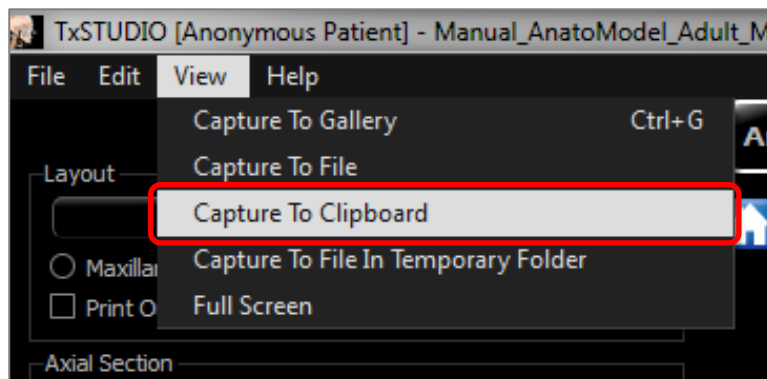 TxSTUDIO [Anonymous Patient] - Manual_AnatoModel_Adult_M
File Edit View Help
Capture To Gallery Ctrl+G
Layout
Capture To File
Capture To Clipboard
Capture To File In Temporary Folder
Print
Full Screen
Axial Section